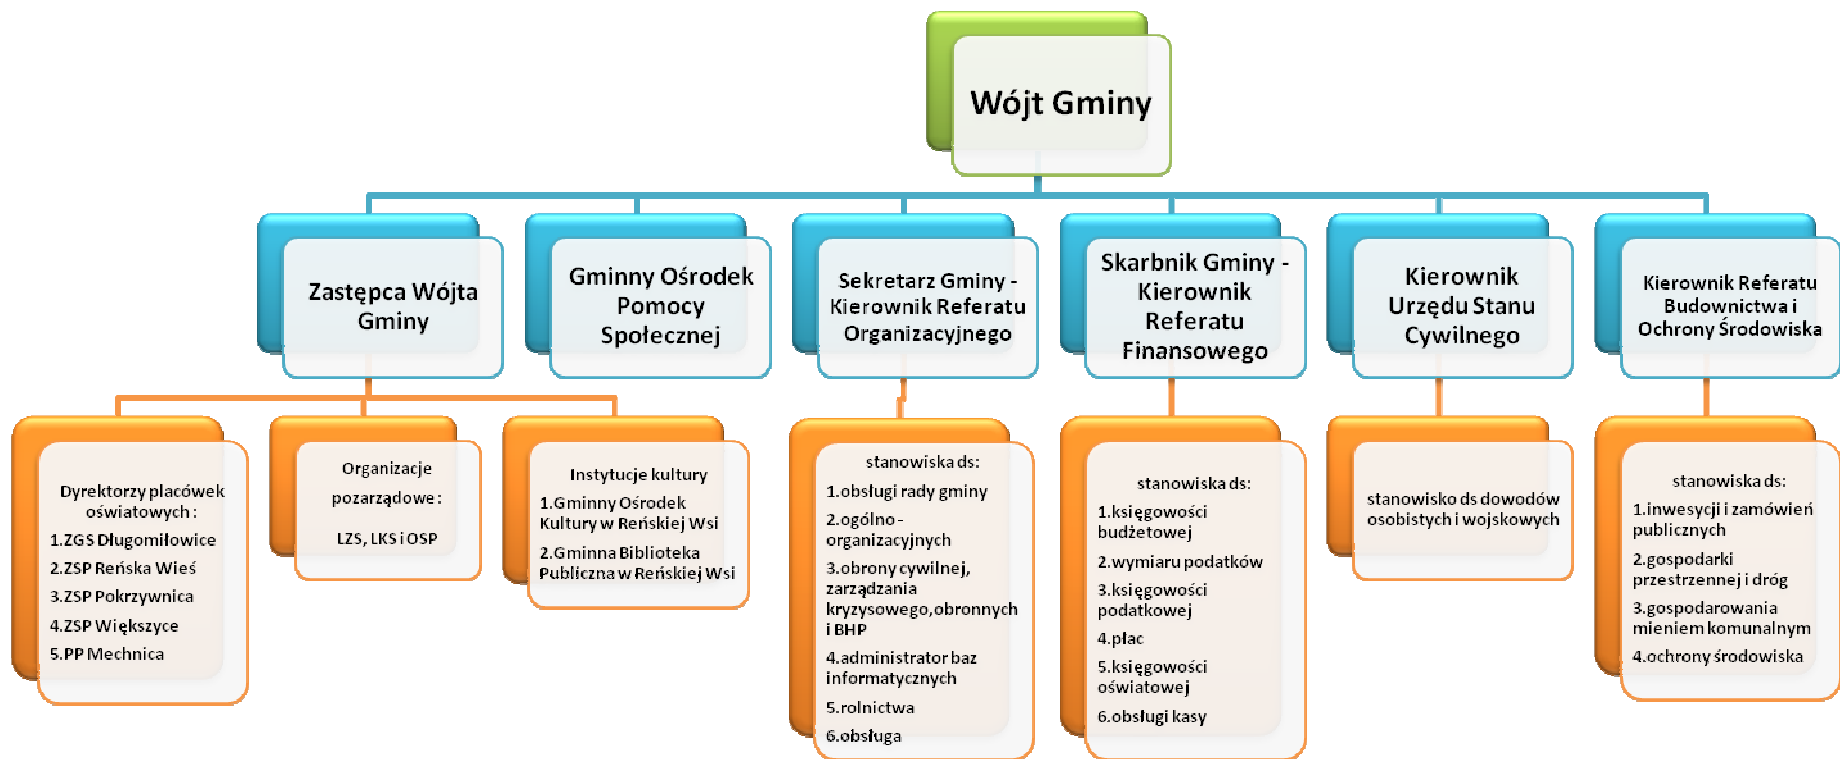 Wójt Gminy
Zastępca Wójta
Gminy
Gminny Ośrodek
Pomocy
Społecznej
Sekretarz Gminy -
Kierownik Referatu
Organizacyjnego
Skarbnik Gminy -
Kierownik
Referatu
Finansowego
Kierownik
Urzędu Stanu
Cywilnego
Kierownik Referatu
Budownictwa i
Ochrony Środowiska
Dyrektorzy placówek
oświatowych :
1.ZGS Długomiłowice
2.ZSP Reńska Wieś
3.ZSP Pokrzywnica
4.ZSP Większyce
5.PP Mechnica
Organizacje
pozarządowe :
LZS, LKS i OSP
Instytucje kultury
1.Gminny Ośrodek
Kultury w Reńskiej Wsi
2.Gminna Biblioteka
Publiczna w Reńskiej Wsi
stanowiska ds:
1.obsługi rady gminy
2.ogólno -
organizacyjnych
3.obrony cywilnej,
zarządzania
kryzysowego,obronnych
i BHP
4.administrator baz
informatycznych
5.rolnictwa
6.obsługa
stanowiska ds:
1.księgowości
budżetowej
2.wymiaru podatków
3.księgowości
podatkowej
4.płac
5.księgowości
oświatowej
6.obsługi kasy
stanowisko ds dowodów
osobistych i wojskowych
stanowiska ds:
1.inwesycji i zamówień
publicznych
2.gospodarki
przestrzennej i dróg
3.gospodarowania
mieniem komunalnym
4.ochrony środowiska